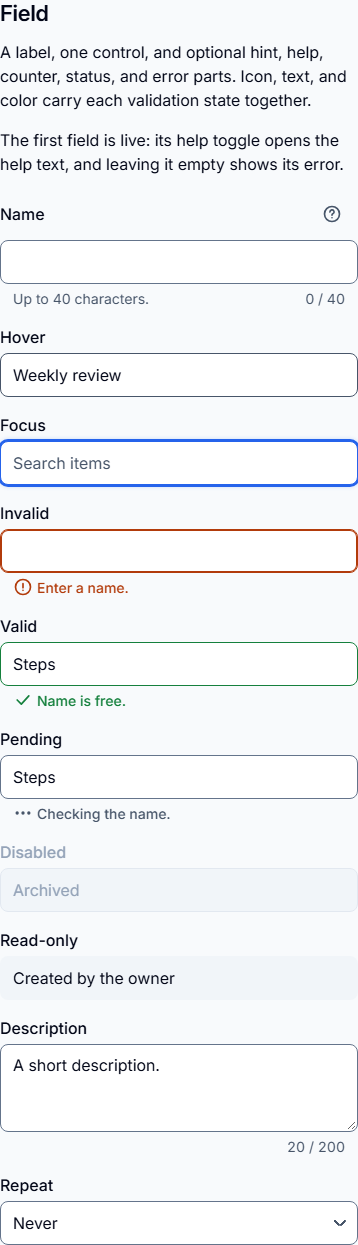 Field
A label, one control, and optional hint, help,
counter, status, and error parts. Icon, text, and
color carry each validation state together.
The first field is live: its help toggle opens the
help text, and leaving it empty shows its error.
Name
Up to 40 characters. 0 / 40
Hover
Weekly review
Focus
Search items
Invalid
Enter a name.
Valid
Steps
Name is free.
Pending
Steps
Checking the name.
Disabled
Archived
Read-only
Created by the owner
Description
A short description.
20 / 200
Repeat
Never